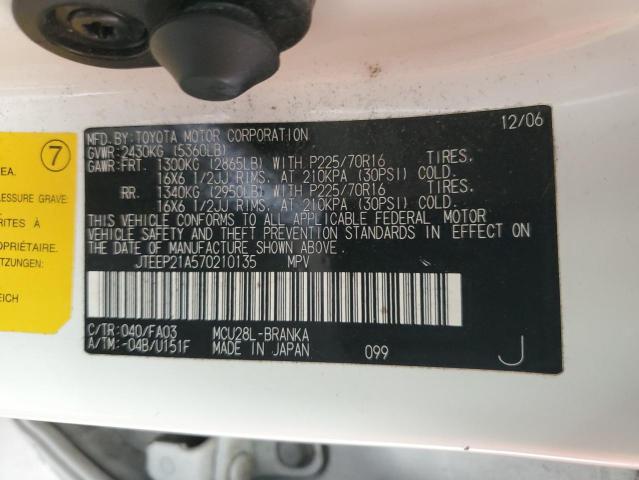 MFD.BY:TOYOTA MOTOR CORPORATION 12/06
GVWR:2430KG (5360LB)
GAWR:FRT. 1300KG (2865LB) WITH P225/70R16 TIRES.
16X6 1/2JJ RIMS. AT 210KPA (30PSI) COLD.
RR. 1340KG (2950LB) WITH P225/70R16 TIRES.
16X6 1/2JJ RIMS. AT 210KPA (30PSI) COLD.
THIS VEHICLE CONFORMS TO ALL APPLICABLE FEDERAL MOTOR
VEHICLE SAFETY AND THEFT PREVENTION STANDARDS IN EFFECT ON
THE DATE OF MANUFACTURE SHOWN ABOVE.
JTEEP21A570210135 MPV
C/TR:040/FA03 MCU28L-BRANKA
A/TM:-04B/U151F MADE IN JAPAN 099 J
7
EA.
ESSURE GRAVE.
RITES À
PROPRIÉTAIRE.
EICH